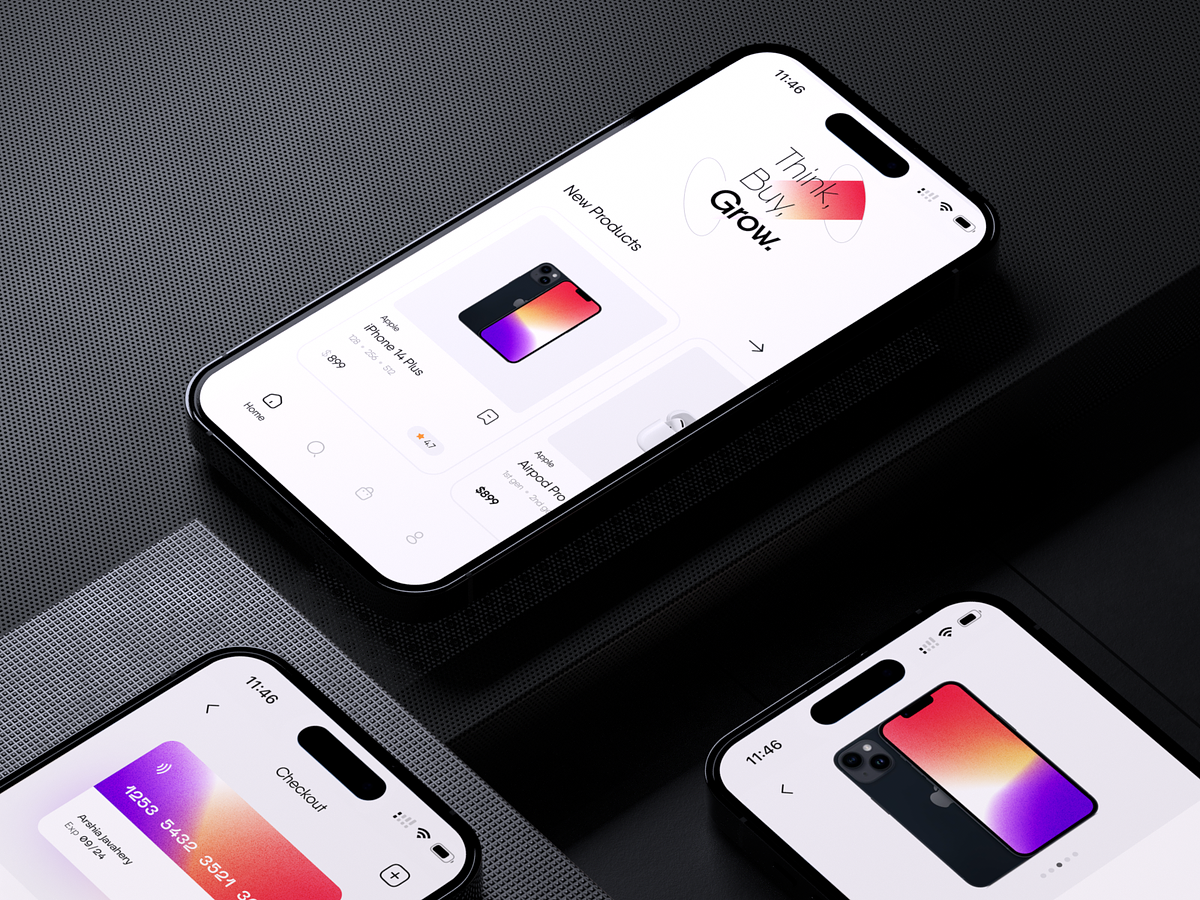 11:46
Think,
Buy,
Grow.
New Products
Apple
iPhone 14 Plus
128 • 256 • 512
$899
4.7
Apple
Airpod Pro
1st gen • 2nd
$899
Home
11:46
Checkout
1253 5432 3521
Arshia Javahery
Exp 09/24
11:46